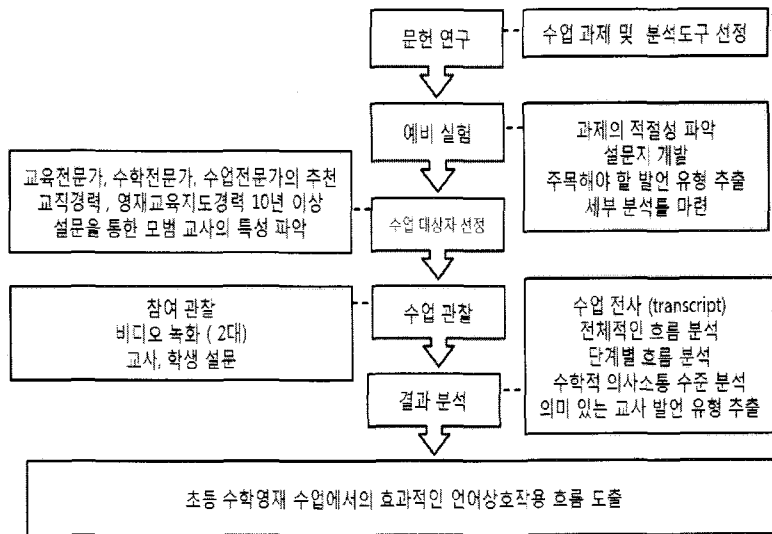 문헌 연구
수업 과제 및 분석도구 선정
예비 실험
과제의 적절성 파악
설문지 개발
주목해야 할 발언 유형 추출
세부 분석틀 마련
교육전문가, 수학전문가, 수업전문가의 추천
교직경력, 영재교육지도경력 10년 이상
설문을 통한 모범 교사의 특성 파악
수업 대상자 선정
참여 관찰
비디오 녹화 ( 2대)
교사, 학생 설문
수업 관찰
수업 전사 (transcript)
전체적인 흐름 분석
단계별 흐름 분석
수학적 의사소통 수준 분석
의미 있는 교사 발언 유형 추출
결과 분석
초등 수학영재 수업에서의 효과적인 언어상호작용 흐름 도출